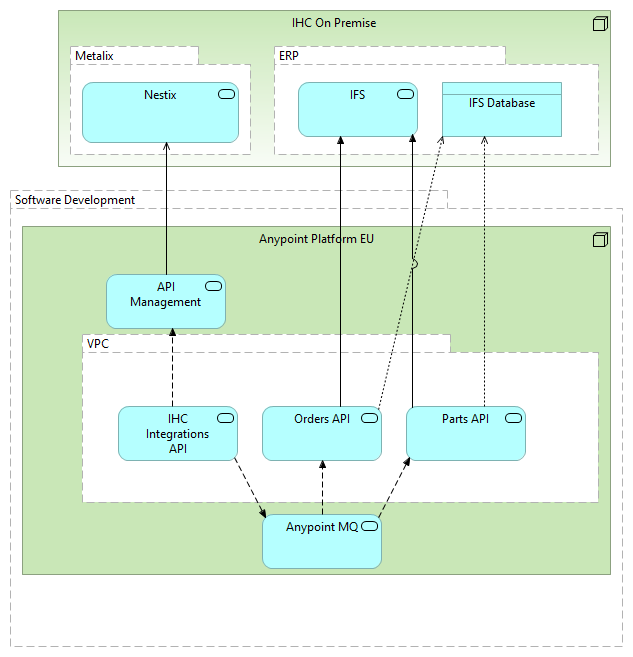 IHC On Premise
Metalix
ERP
Nestix
IFS
IFS Database
Software Development
Anypoint Platform EU
API
Management
VPC
IHC
Integrations
API
Orders API
Parts API
Anypoint MQ